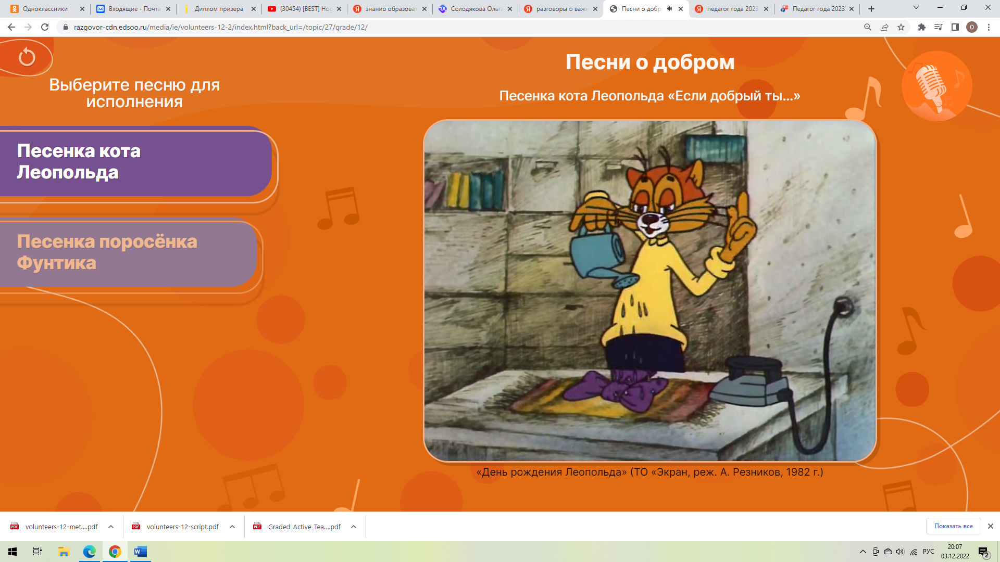 Одноклассники
Входящие - Почта
Диплом призера
(30454) [BEST] Hog
знанио образоват
Солодякова Ольга
разговоры о важн
Песни о добр
педагог года 2023
Педагог года 2023
razgovor-cdn.edsoo.ru/media/ie/volunteers-12-2/index.html?back_url=/topic/27/grade/12/
O
Выберите песню для
исполнения
Песенка кота
Леопольда
Песенка поросёнка
Фунтика
Песни о добром
Песенка кота Леопольда «Если добрый ты...»
«День рождения Леопольда» (ТО «Экран, реж. А. Резников, 1982 г.)
volunteers-12-met....pdf
volunteers-12-script.pdf
Graded_Active_Tea....pdf
Показать все
РУС
20:07
03.12.2022
2